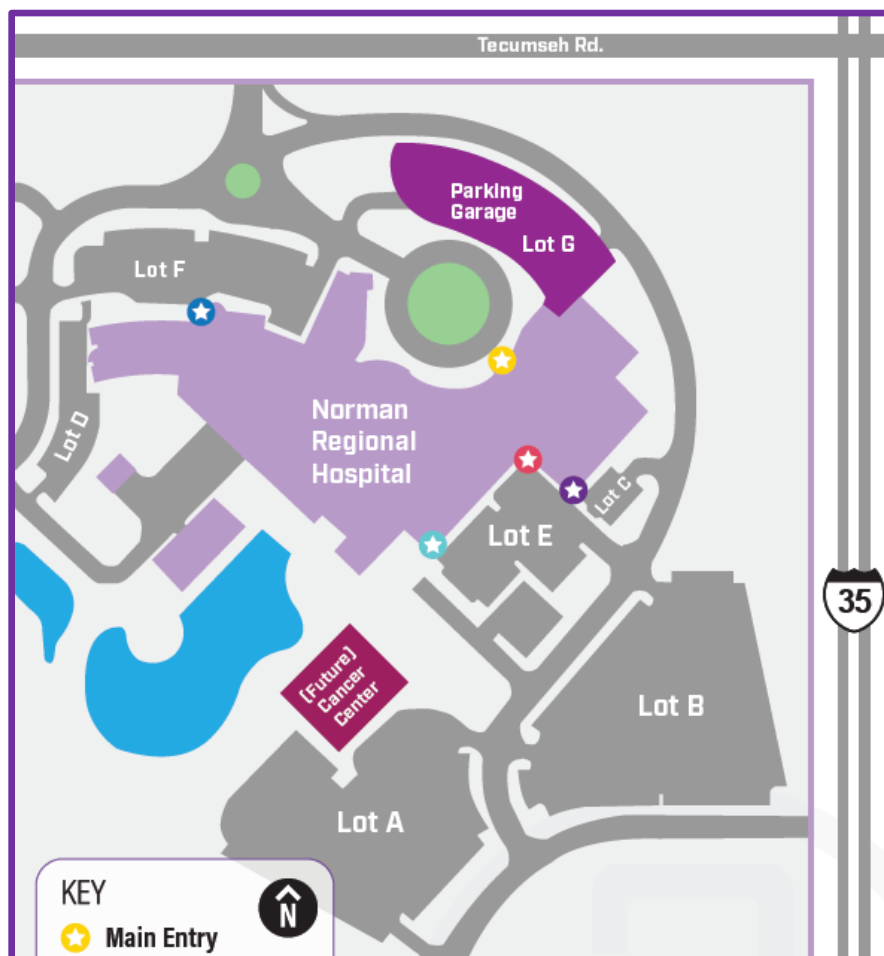 Tecumseh Rd.
Parking
Garage
Lot G
Lot F
Norman
Regional
Hospital
Lot D
Lot C
Lot E
35
(Future)
Cancer
Center
Lot B
Lot A
KEY
N
Main Entry